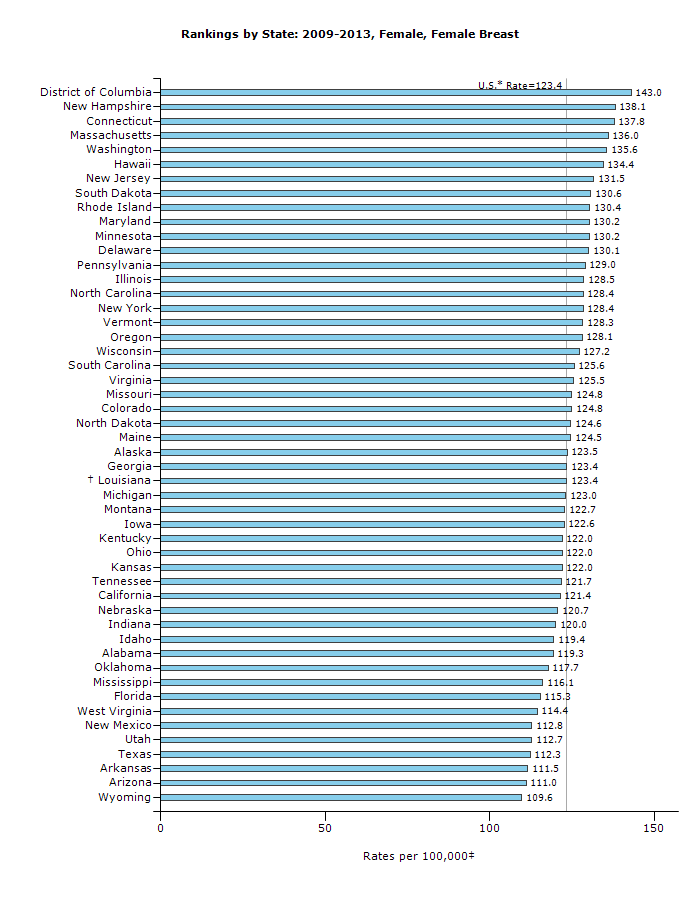 Rankings by State: 2009-2013, Female, Female Breast
U.S.* Rate=123.4
District of Columbia 143.0
New Hampshire 138.1
Connecticut 137.8
Massachusetts 136.0
Washington 135.6
Hawaii 134.4
New Jersey 131.5
South Dakota 130.6
Rhode Island 130.4
Maryland 130.2
Minnesota 130.2
Delaware 130.1
Pennsylvania 129.0
Illinois 128.5
North Carolina 128.4
New York 128.4
Vermont 128.3
Oregon 128.1
Wisconsin 127.2
South Carolina 125.6
Virginia 125.5
Missouri 124.8
Colorado 124.8
North Dakota 124.6
Maine 124.5
Alaska 123.5
Georgia 123.4
† Louisiana 123.4
Michigan 123.0
Montana 122.7
Iowa 122.6
Kentucky 122.0
Ohio 122.0
Kansas 122.0
Tennessee 121.7
California 121.4
Nebraska 120.7
Indiana 120.0
Idaho 119.4
Alabama 119.3
Oklahoma 117.7
Mississippi 116.1
Florida 115.3
West Virginia 114.4
New Mexico 112.8
Utah 112.7
Texas 112.3
Arkansas 111.5
Arizona 111.0
Wyoming 109.6
0 50 100 150
Rates per 100,000‡